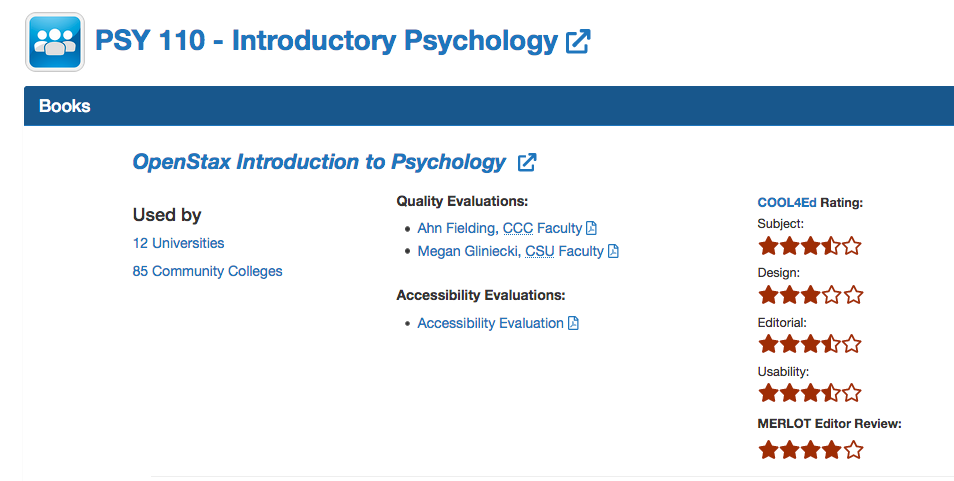 PSY 110 - Introductory Psychology
Books
OpenStax Introduction to Psychology
Used by
12 Universities
85 Community Colleges
Quality Evaluations:
Ahn Fielding, CCC Faculty
Megan Gliniecki, CSU Faculty
Accessibility Evaluations:
Accessibility Evaluation
COOL4Ed Rating:
Subject:
Design:
Editorial:
Usability:
MERLOT Editor Review: